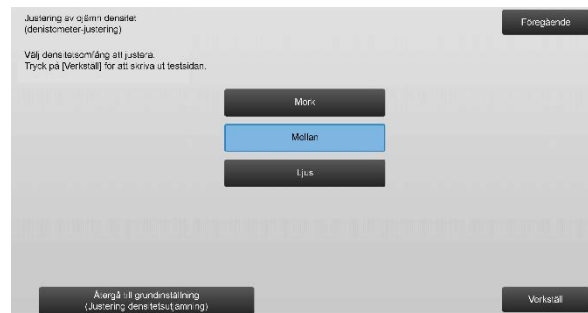 Justering av ojämn densitet
(denistometer-justering)
Föregående
Välj densitetsomfång att justera.
Tryck på [Verkställ] för att skriva ut testsidan.
Mörk
Mellan
Ljus
Återgå till grundinställning
(Justering densitetsutjämning)
Verkställ